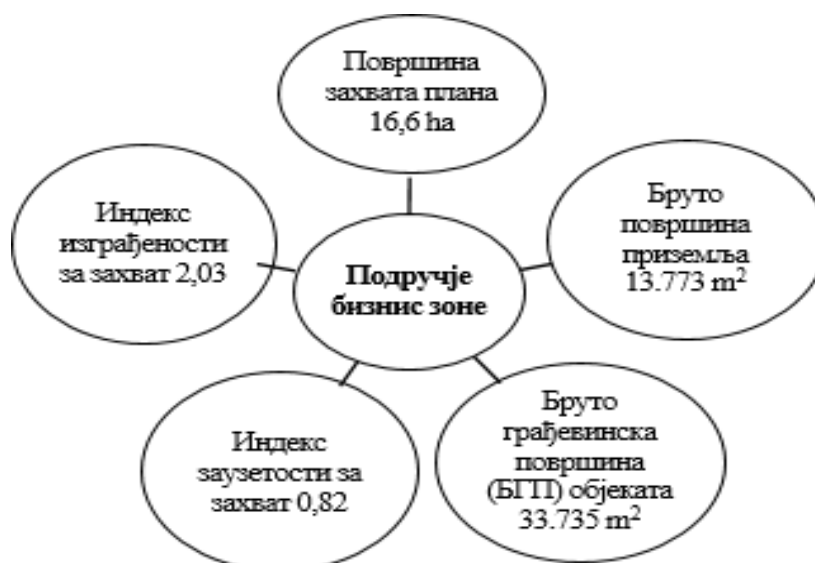 Површина
захвата плана
16,6 ha
Бруто
површина
приземља
13.773 m²
Бруто
грађевинска
површина
(БГП) објеката
33.735 m²
Индекс
заузетости за
захват 0,82
Индекс
изграђености
за захват 2,03
Подручје
бизнис зоне